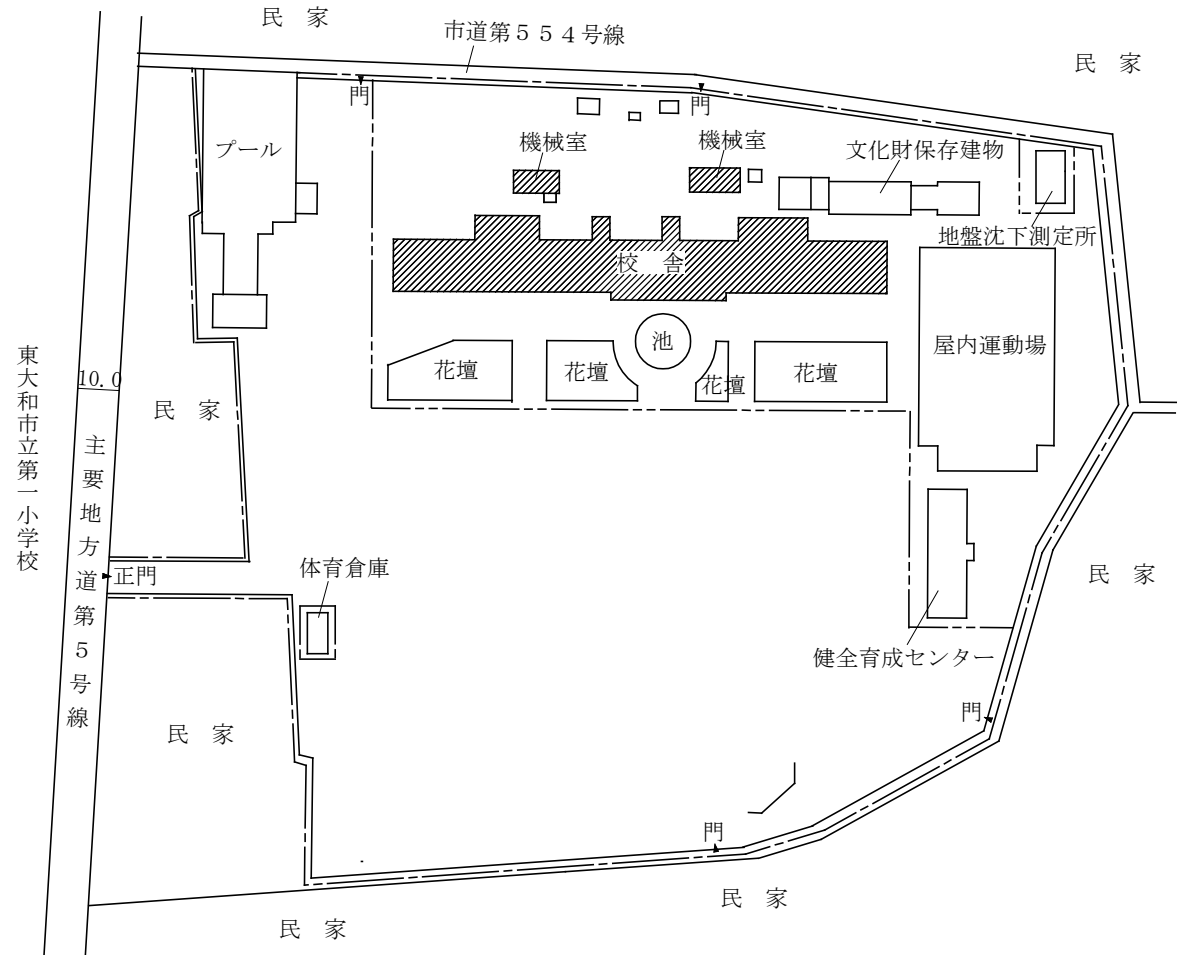 民　家
市道第５５４号線
民　家
門
門
機械室
機械室
文化財保存建物
プール
地盤沈下測定所
校　舎
池
屋内運動場
花壇
花壇
花壇
花壇
東大和市立第一小学校
10.0
民　家
主要地方道第５号線
正門
体育倉庫
民　家
健全育成センター
門
民　家
門
民　家
民　家